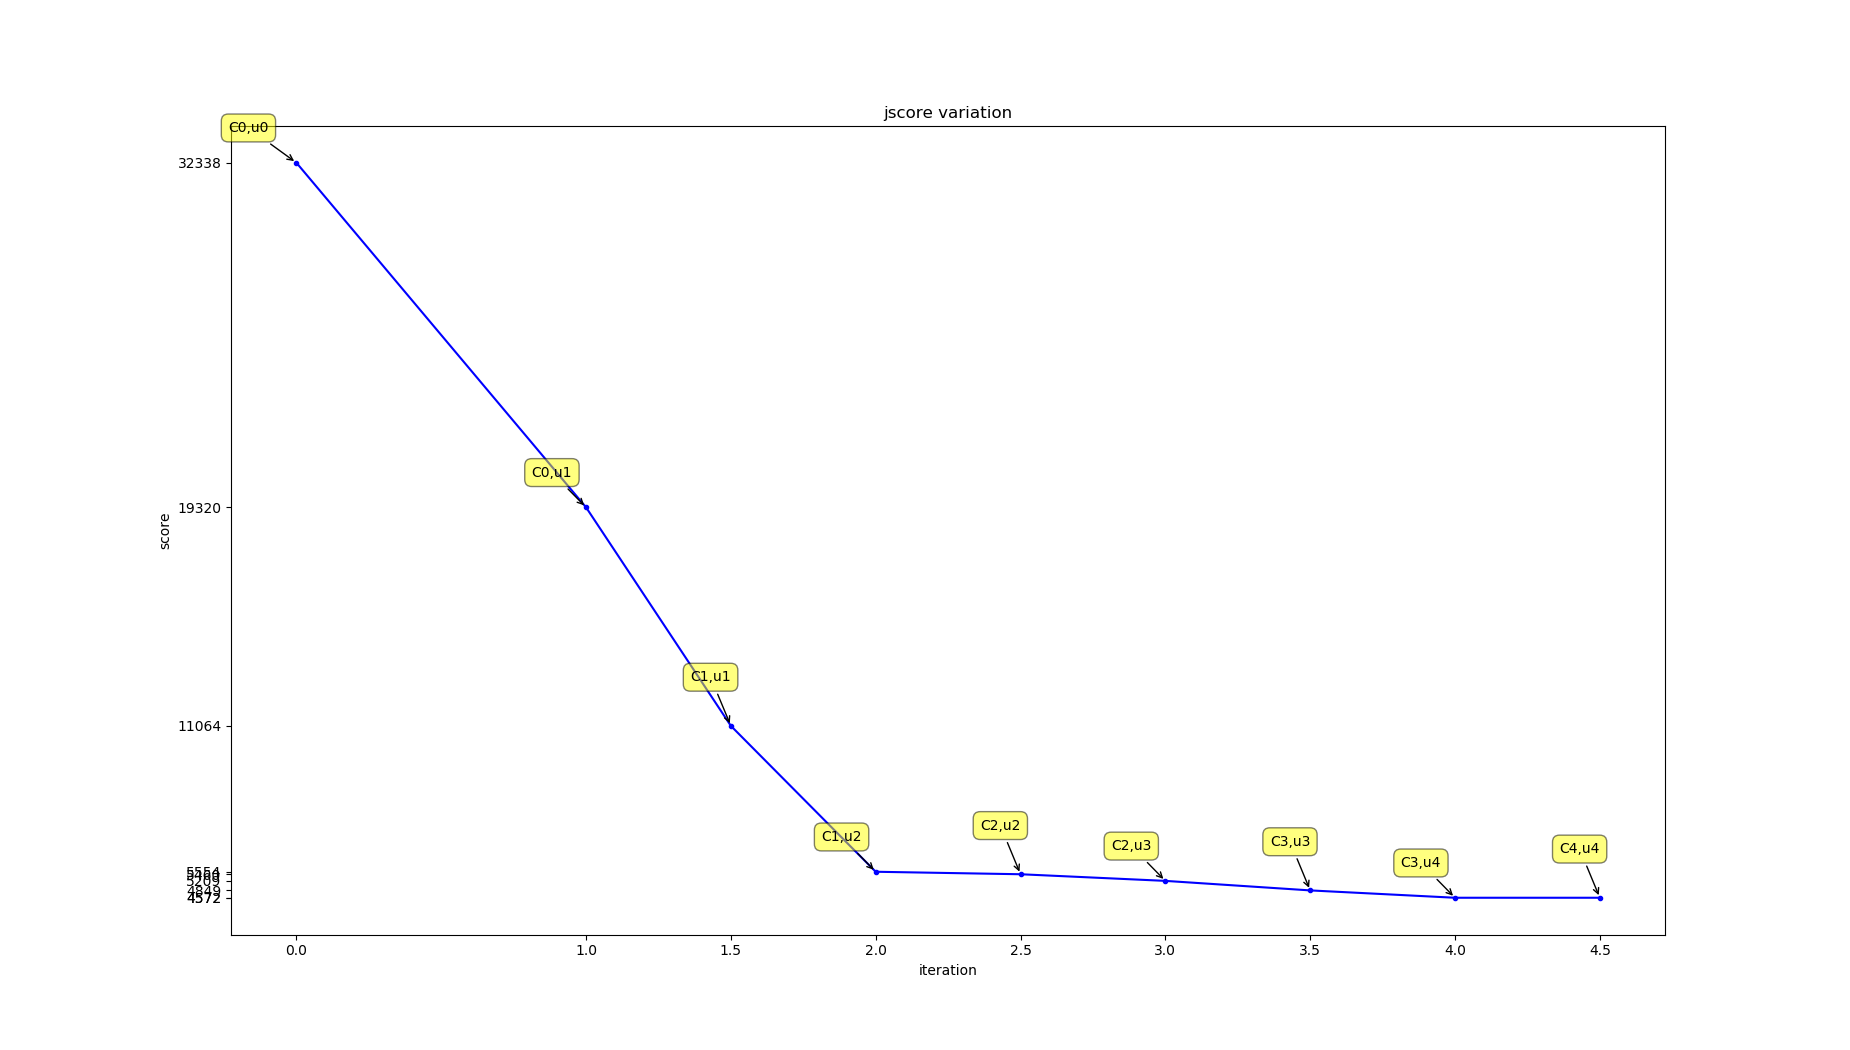 jscore variation
C0,u0
32338
C0,u1
19320
score
C1,u1
11064
C1,u2
C2,u2
C2,u3
C3,u3
C3,u4
C4,u4
5554
5209
4849
4572
0.0 1.0 1.5 2.0 2.5 3.0 3.5 4.0 4.5
iteration